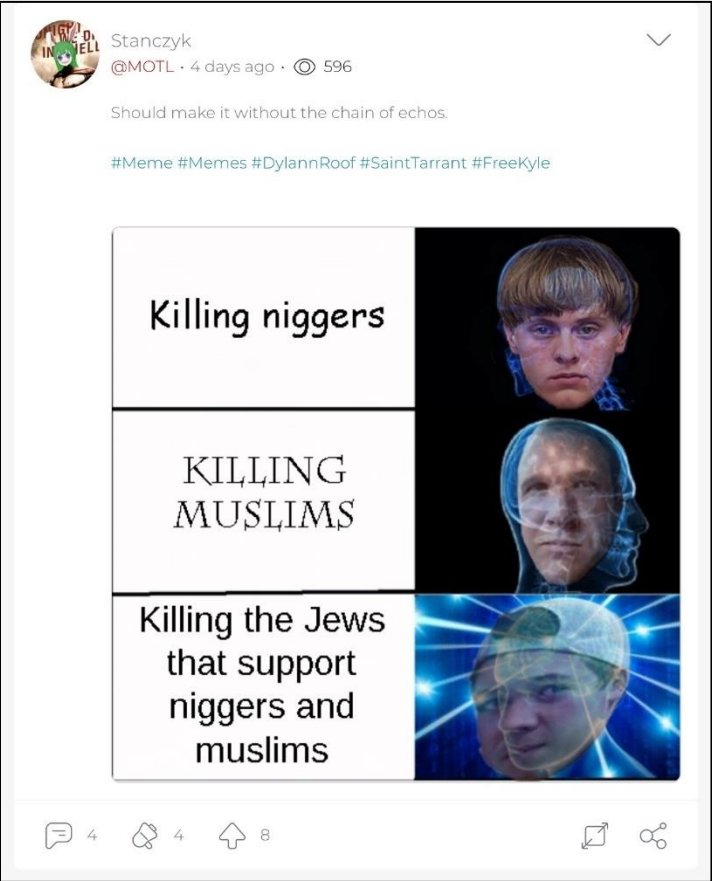 Stanczyk
@MOTL · 4 days ago · 596
Should make it without the chain of echos.
#Meme #Memes #DylannRoof #SaintTarrant #FreeKyle
Killing niggers
KILLING
MUSLIMS
Killing the Jews
that support
niggers and
muslims
4 4 8